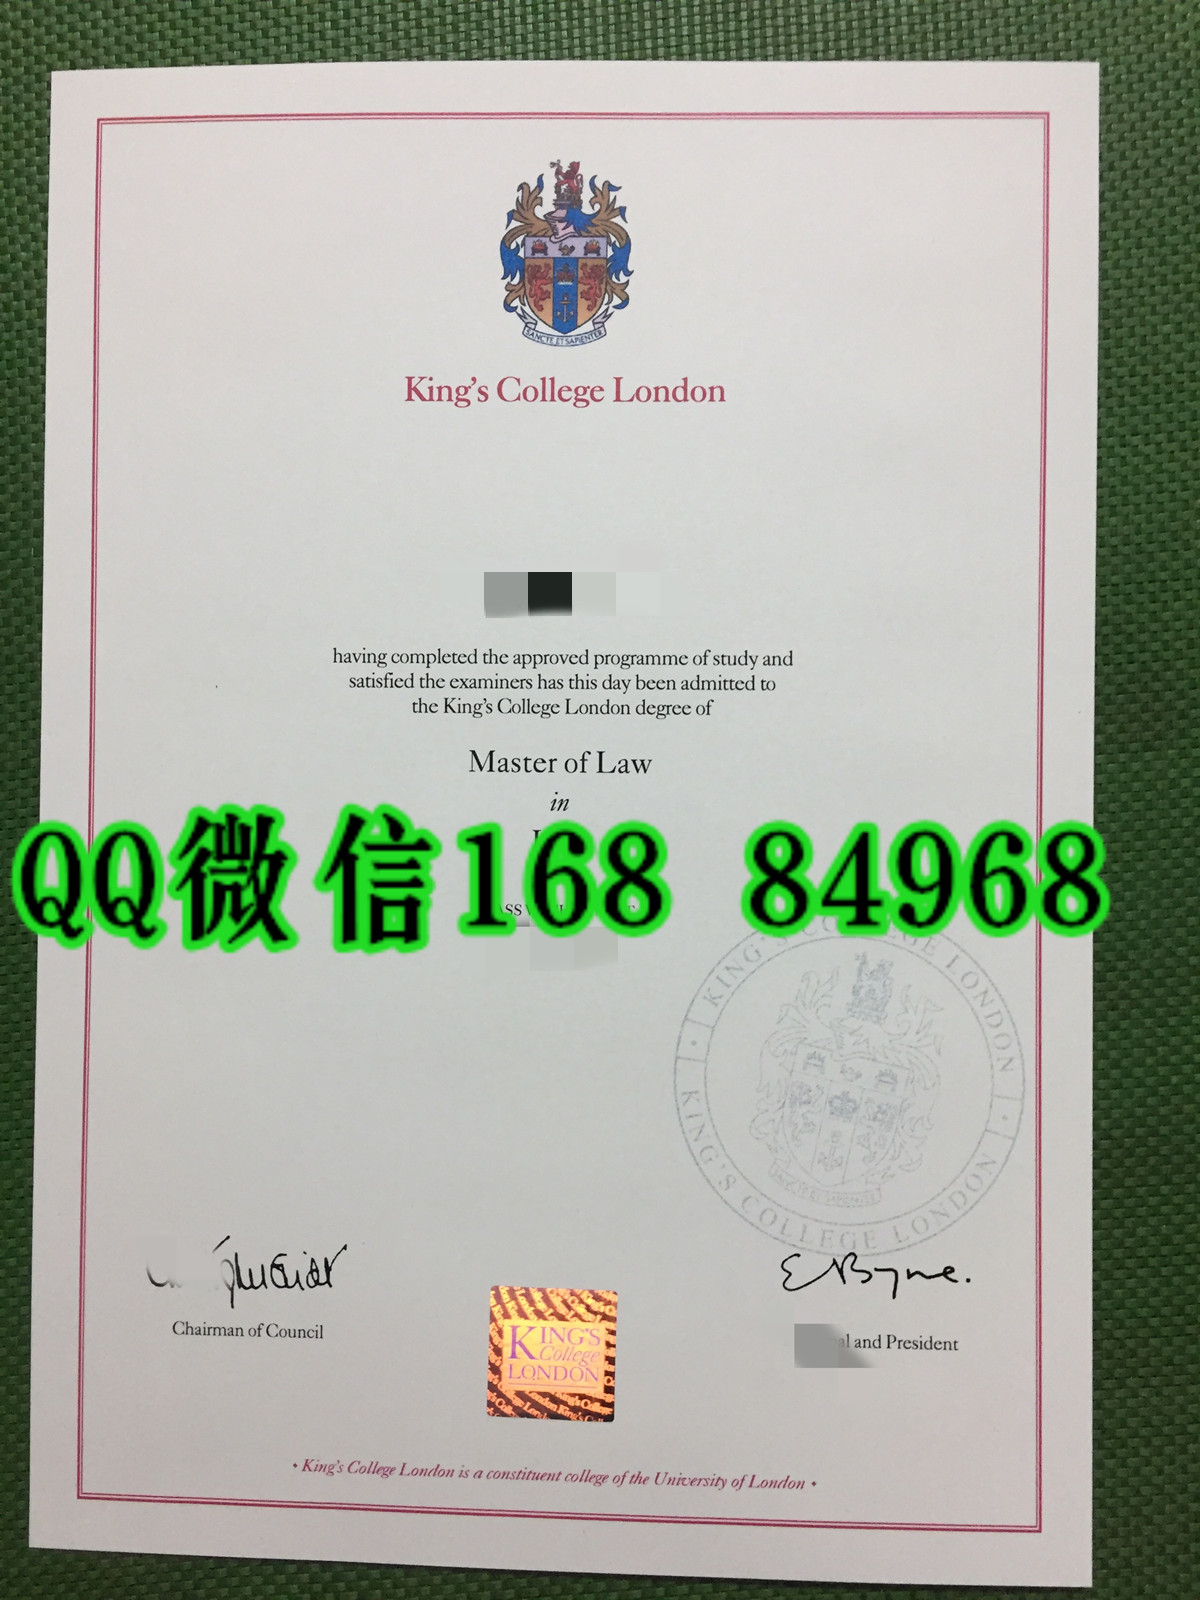 SANCTE ET SAPIENTER
King's College London
having completed the approved programme of study and
satisfied the examiners has this day been admitted to
the King's College London degree of
Master of Law
in
QQ微信168 84968
KING'S COLLEGE LONDON
KING'S COLLEGE LONDON
Chairman of Council
and President
KING'S
College
LONDON
• King's College London is a constituent college of the University of London •